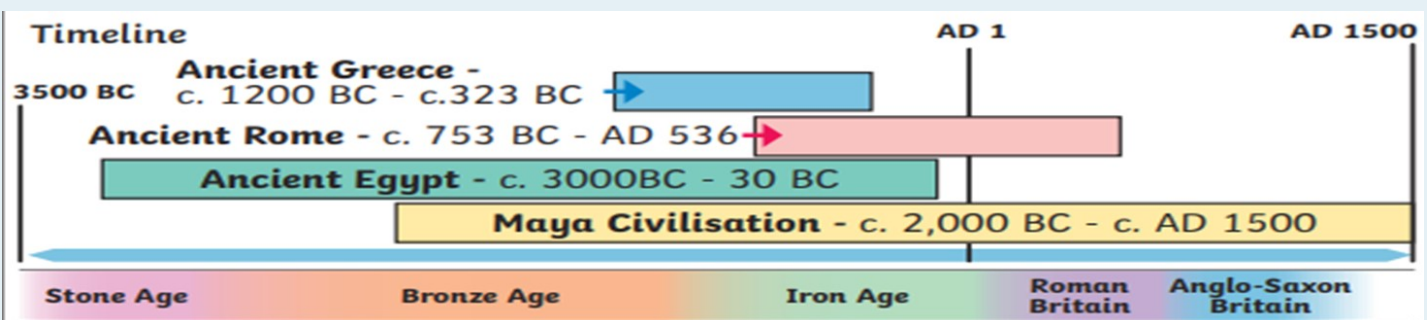 Timeline
AD 1
AD 1500
3500 BC
Ancient Greece -
c. 1200 BC - c.323 BC
Ancient Rome - c. 753 BC - AD 536
Ancient Egypt - c. 3000BC - 30 BC
Maya Civilisation - c. 2,000 BC - c. AD 1500
Stone Age
Bronze Age
Iron Age
Roman
Britain
Anglo-Saxon
Britain